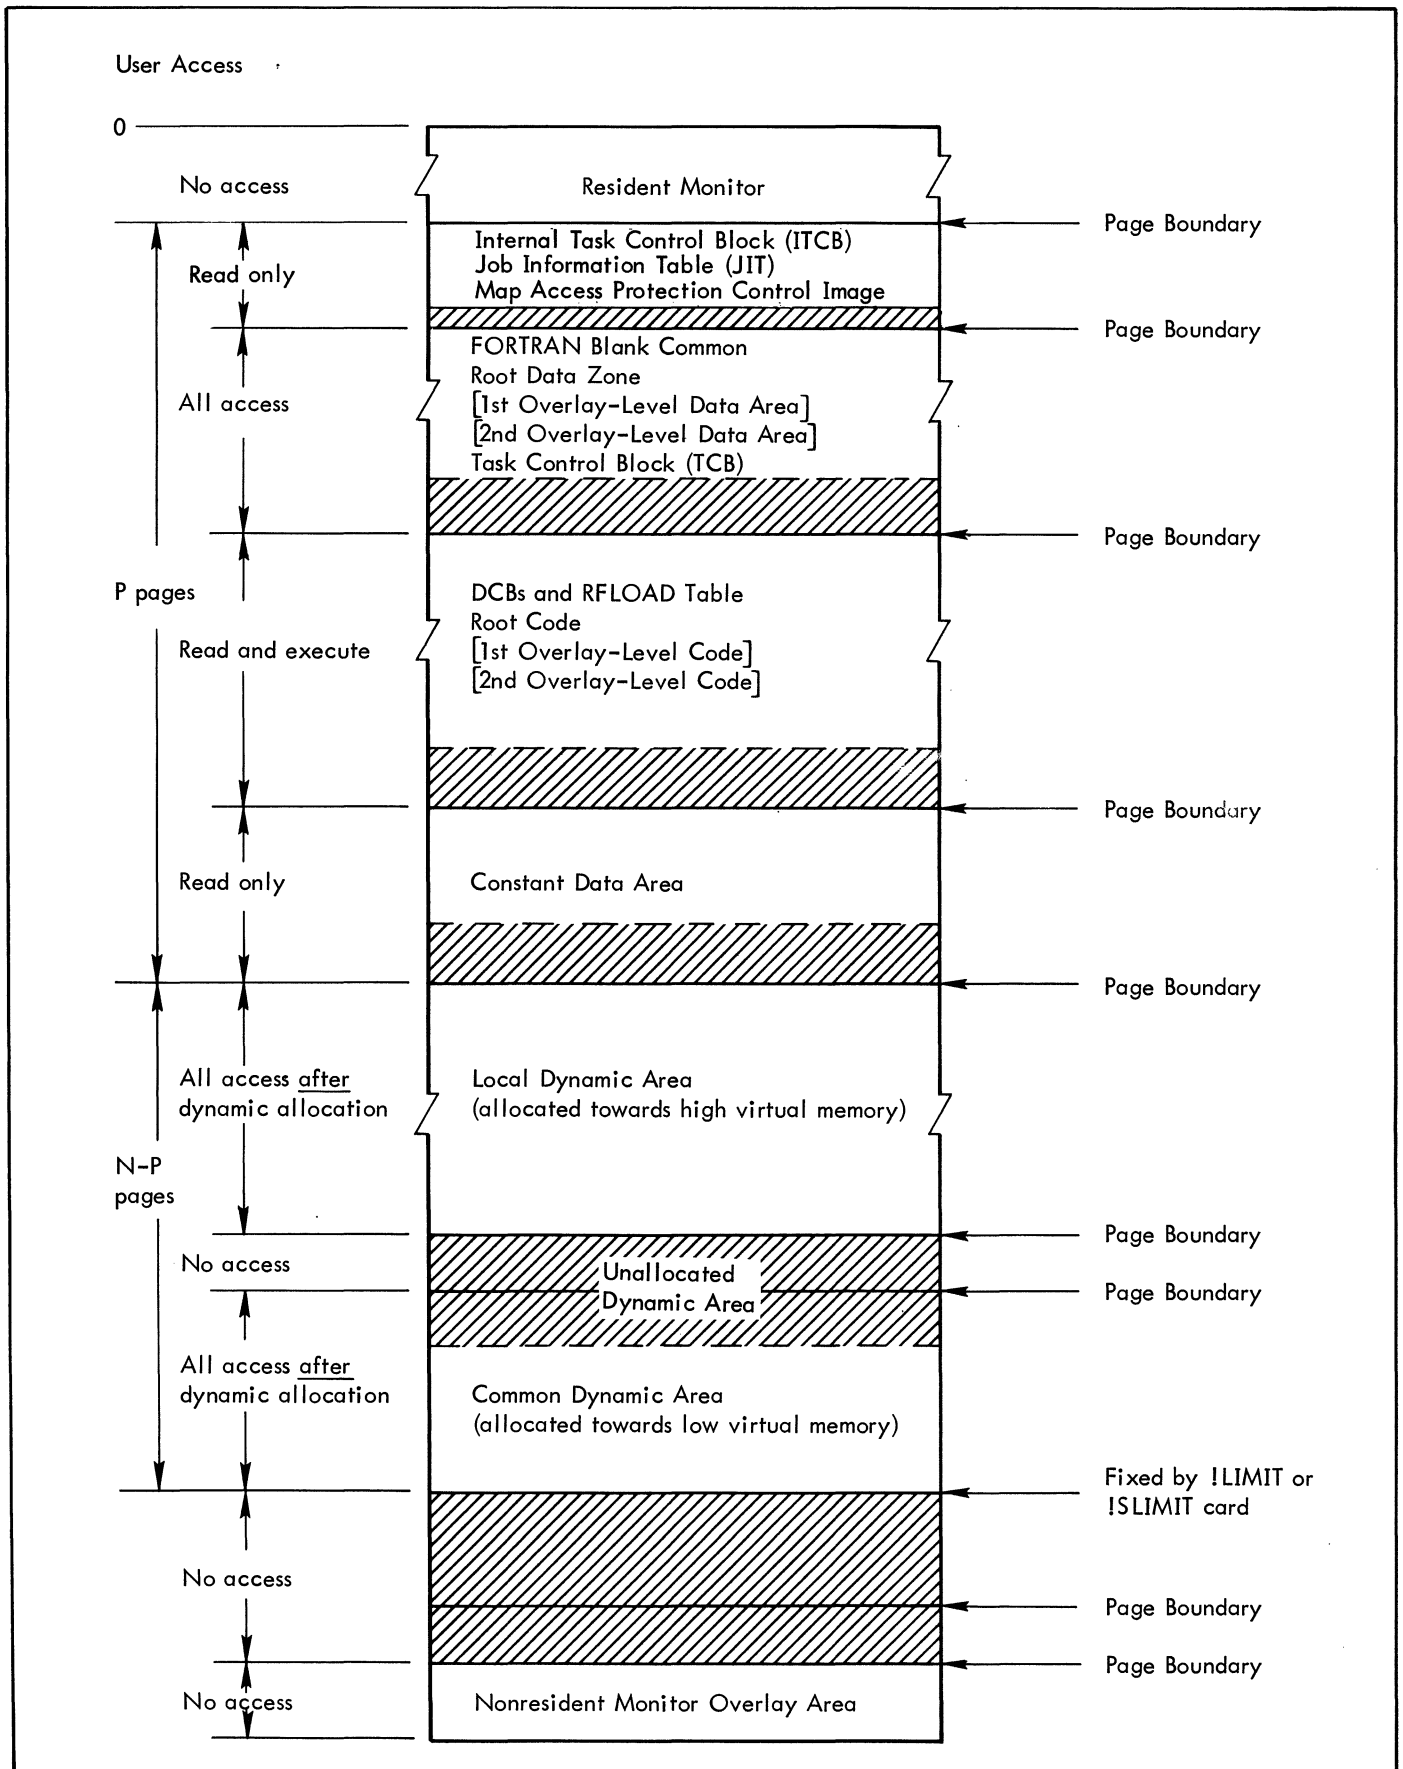 User Access
0
No access
Resident Monitor
Page Boundary
Internal Task Control Block (ITCB)
Job Information Table (JIT)
Map Access Protection Control Image
Read only
Page Boundary
FORTRAN Blank Common
Root Data Zone
[1st Overlay-Level Data Area]
[2nd Overlay-Level Data Area]
Task Control Block (TCB)
All access
Page Boundary
P pages
DCBs and RFLOAD Table
Root Code
[1st Overlay-Level Code]
[2nd Overlay-Level Code]
Read and execute
Page Boundary
Read only
Constant Data Area
Page Boundary
All access after
dynamic allocation
Local Dynamic Area
(allocated towards high virtual memory)
N-P
pages
Page Boundary
No access
Unallocated
Dynamic Area
Page Boundary
All access after
dynamic allocation
Common Dynamic Area
(allocated towards low virtual memory)
Fixed by !LIMIT or
!SLIMIT card
No access
Page Boundary
Page Boundary
No access
Nonresident Monitor Overlay Area